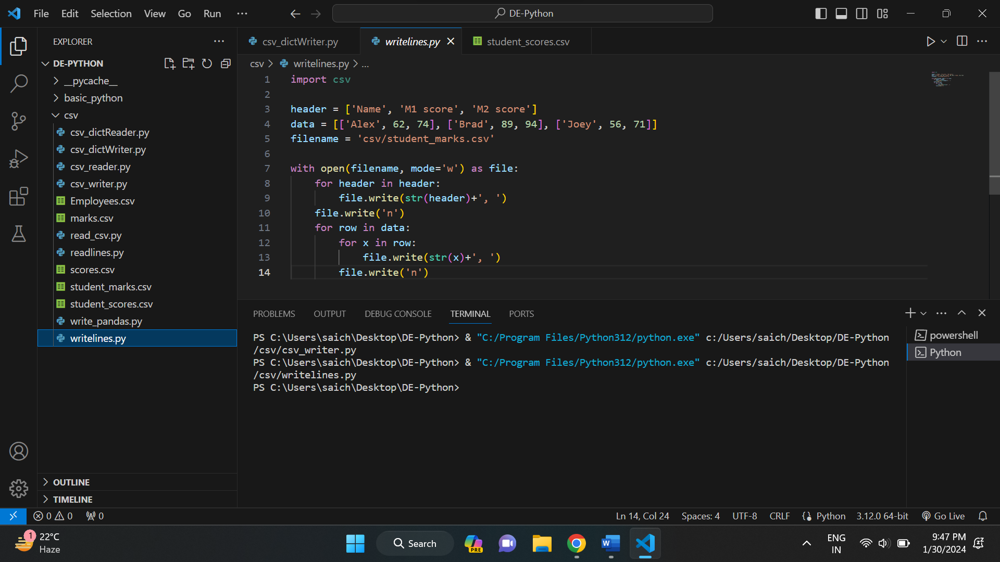 File Edit Selection View Go Run ··· DE-Python
EXPLORER
DE-PYTHON
__pycache__
basic_python
csv
csv_dictReader.py
csv_dictWriter.py
csv_reader.py
csv_writer.py
Employees.csv
marks.csv
read_csv.py
readlines.py
scores.csv
student_marks.csv
student_scores.csv
write_pandas.py
writelines.py
OUTLINE
TIMELINE
csv_dictWriter.py writelines.py student_scores.csv
csv > writelines.py > ...
1 import csv
2
3 header = ['Name', 'M1 score', 'M2 score']
4 data = [['Alex', 62, 74], ['Brad', 89, 94], ['Joey', 56, 71]]
5 filename = 'csv/student_marks.csv'
6
7 with open(filename, mode='w') as file:
8     for header in header:
9         file.write(str(header)+', ')
10     file.write('n')
11     for row in data:
12         for x in row:
13             file.write(str(x)+', ')
14         file.write('n')
PROBLEMS OUTPUT DEBUG CONSOLE TERMINAL PORTS
PS C:\Users\saich\Desktop\DE-Python> & "C:/Program Files/Python312/python.exe" c:/Users/saich/Desktop/DE-Python
/csv/csv_writer.py
PS C:\Users\saich\Desktop\DE-Python> & "C:/Program Files/Python312/python.exe" c:/Users/saich/Desktop/DE-Python
/csv/writelines.py
PS C:\Users\saich\Desktop\DE-Python>
powershell
Python
0 0 0 Ln 14, Col 24 Spaces: 4 UTF-8 CRLF Python 3.12.0 64-bit Go Live
1 22°C
Haze
Search
PRE
W
ENG
IN
9:47 PM
1/30/2024